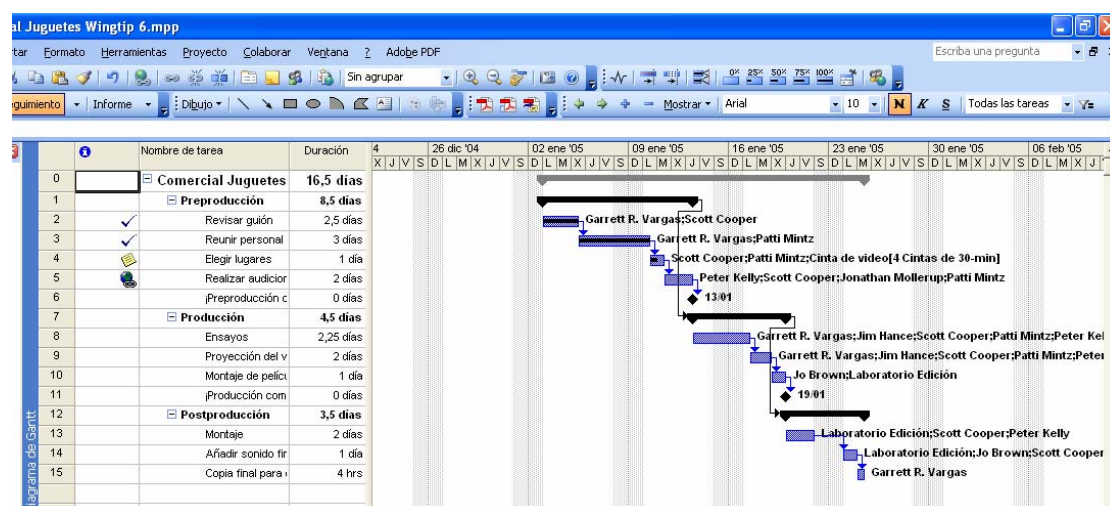 al Juguetes Wingtip 6.mpp
tar Formato Herramientas Proyecto Colaborar Ventana ? Adobe PDF Escriba una pregunta
Sin agrupar 0% 25% 50% 75% 100%
guimiento Informe Dibujo Mostrar Arial 10 N K S Todas las tareas
Nombre de tarea Duración 4 26 dic '04 02 ene '05 09 ene '05 16 ene '05 23 ene '05 30 ene '05 06 feb '05
X J V S D L M X J V S D L M X J V S D L M X J V S D L M X J V S D L M X J V S D L M X J V S D L M X J
0 Comercial Juguetes 16,5 días
1 Preproducción 8,5 días
2 Revisar guión 2,5 días Garrett R. Vargas;Scott Cooper
3 Reunir personal 3 días Garrett R. Vargas;Patti Mintz
4 Elegir lugares 1 día Scott Cooper;Patti Mintz;Cinta de video[4 Cintas de 30-min]
5 Realizar audicior 2 días Peter Kelly;Scott Cooper;Jonathan Mollerup;Patti Mintz
6 ¡Preproducción c 0 días 13/01
7 Producción 4,5 días
8 Ensayos 2,25 días Garrett R. Vargas;Jim Hance;Scott Cooper;Patti Mintz;Peter Kel
9 Proyección del v 2 días Garrett R. Vargas;Jim Hance;Scott Cooper;Patti Mintz;Peter
10 Montaje de pelícu 1 día Jo Brown;Laboratorio Edición
11 ¡Producción com 0 días 19/01
12 Postproducción 3,5 días
13 Montaje 2 días Laboratorio Edición;Scott Cooper;Peter Kelly
14 Añadir sonido fir 1 día Laboratorio Edición;Jo Brown;Scott Cooper
15 Copia final para 4 hrs Garrett R. Vargas
iagrama de Gantt